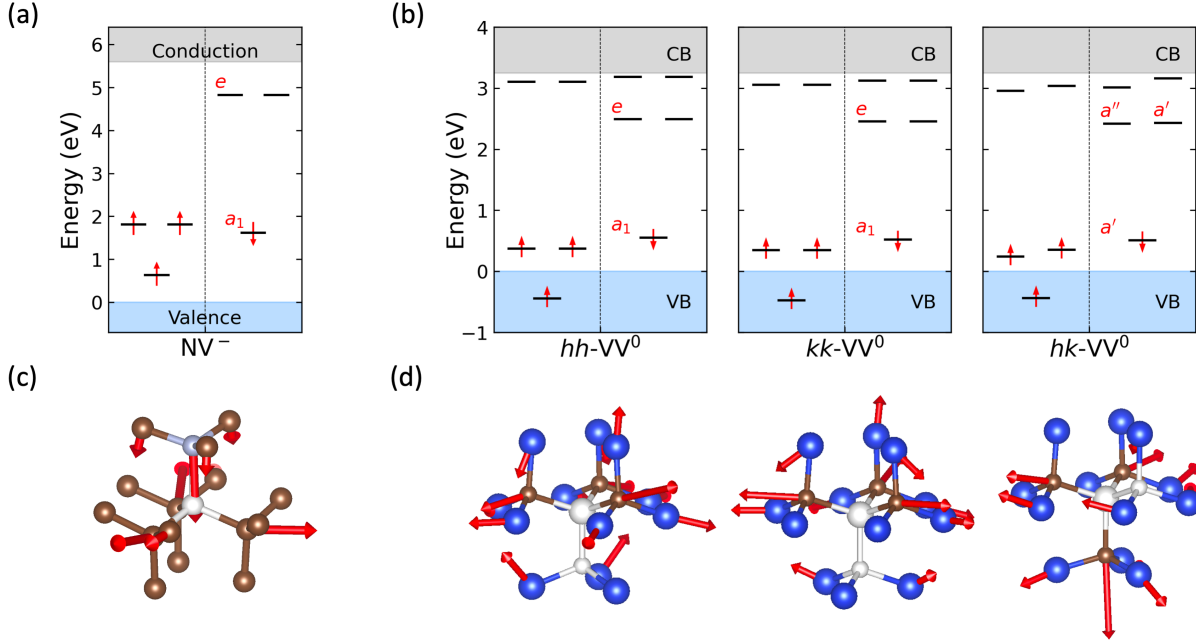 (a)
6
5
4
3
2
1
0
Energy (eV)
Conduction
e
a₁
Valence
NV⁻
(b)
4
3
2
1
0
−1
Energy (eV)
CB
e
a₁
VB
hh-VV⁰
CB
e
a₁
VB
kk-VV⁰
CB
a″ a′
a′
VB
hk-VV⁰
(c)
(d)